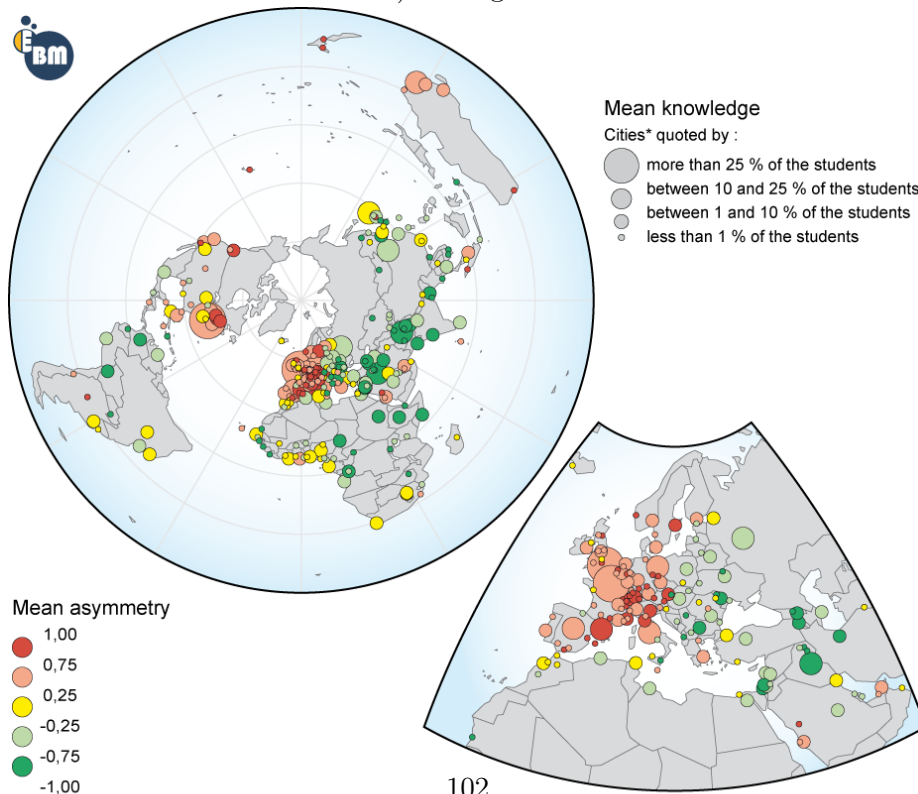 EBM
Mean knowledge
Cities* quoted by :
more than 25 % of the students
between 10 and 25 % of the students
between 1 and 10 % of the students
less than 1 % of the students
Mean asymmetry
1,00
0,75
0,25
-0,25
-0,75
-1,00
102